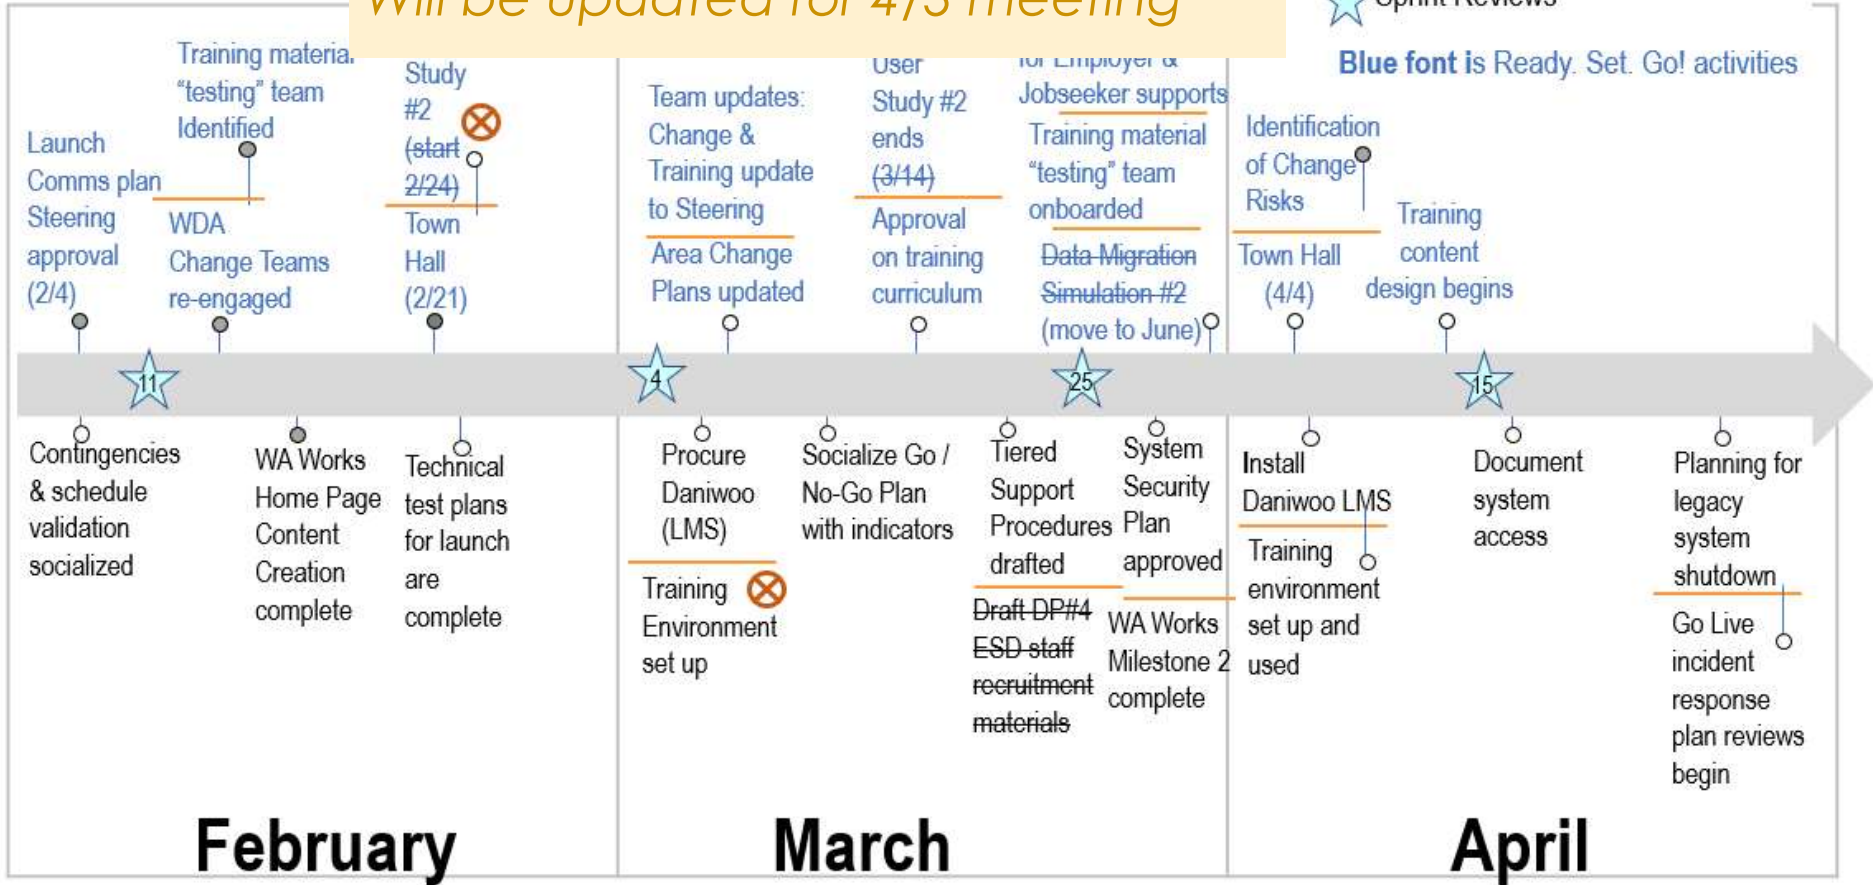 Will be updated for 4/3 meeting
Sprint Reviews
Blue font is Ready. Set. Go! activities
Launch
Comms plan
Steering
approval
(2/4)
Training material
“testing” team
Identified
WDA
Change Teams
re-engaged
Study
#2
(start
2/24)
Town
Hall
(2/21)
Team updates:
Change &
Training update
to Steering
Area Change
Plans updated
User
Study #2
ends
(3/14)
Approval
on training
curriculum
for Employer &
Jobseeker supports
Training material
“testing” team
onboarded
Data Migration
Simulation #2
(move to June)
Identification
of Change
Risks
Town Hall
(4/4)
Training
content
design begins
11
4
25
15
Contingencies
& schedule
validation
socialized
WA Works
Home Page
Content
Creation
complete
Technical
test plans
for launch
are
complete
Procure
Daniwoo
(LMS)
Training
Environment
set up
Socialize Go /
No-Go Plan
with indicators
Tiered
Support
Procedures
drafted
Draft DP#4
ESD staff
recruitment
materials
System
Security
Plan
approved
WA Works
Milestone 2
complete
Install
Daniwoo LMS
Training
environment
set up and
used
Document
system
access
Planning for
legacy
system
shutdown
Go Live
incident
response
plan reviews
begin
February
March
April